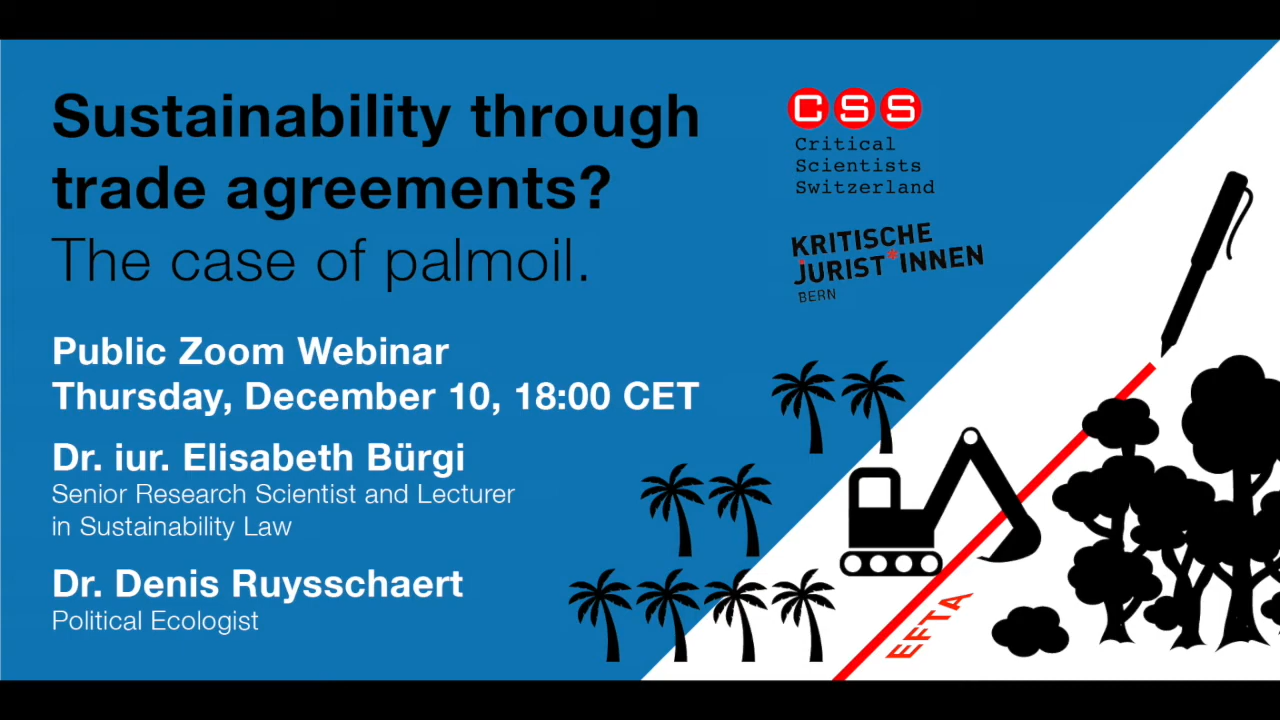 Sustainability through
trade agreements?
The case of palmoil.
Public Zoom Webinar
Thursday, December 10, 18:00 CET
Dr. iur. Elisabeth Bürgi
Senior Research Scientist and Lecturer
in Sustainability Law
Dr. Denis Ruysschaert
Political Ecologist
CSS
Critical
Scientists
Switzerland
KRITISCHE
JURIST*INNEN
BERN
EFTA